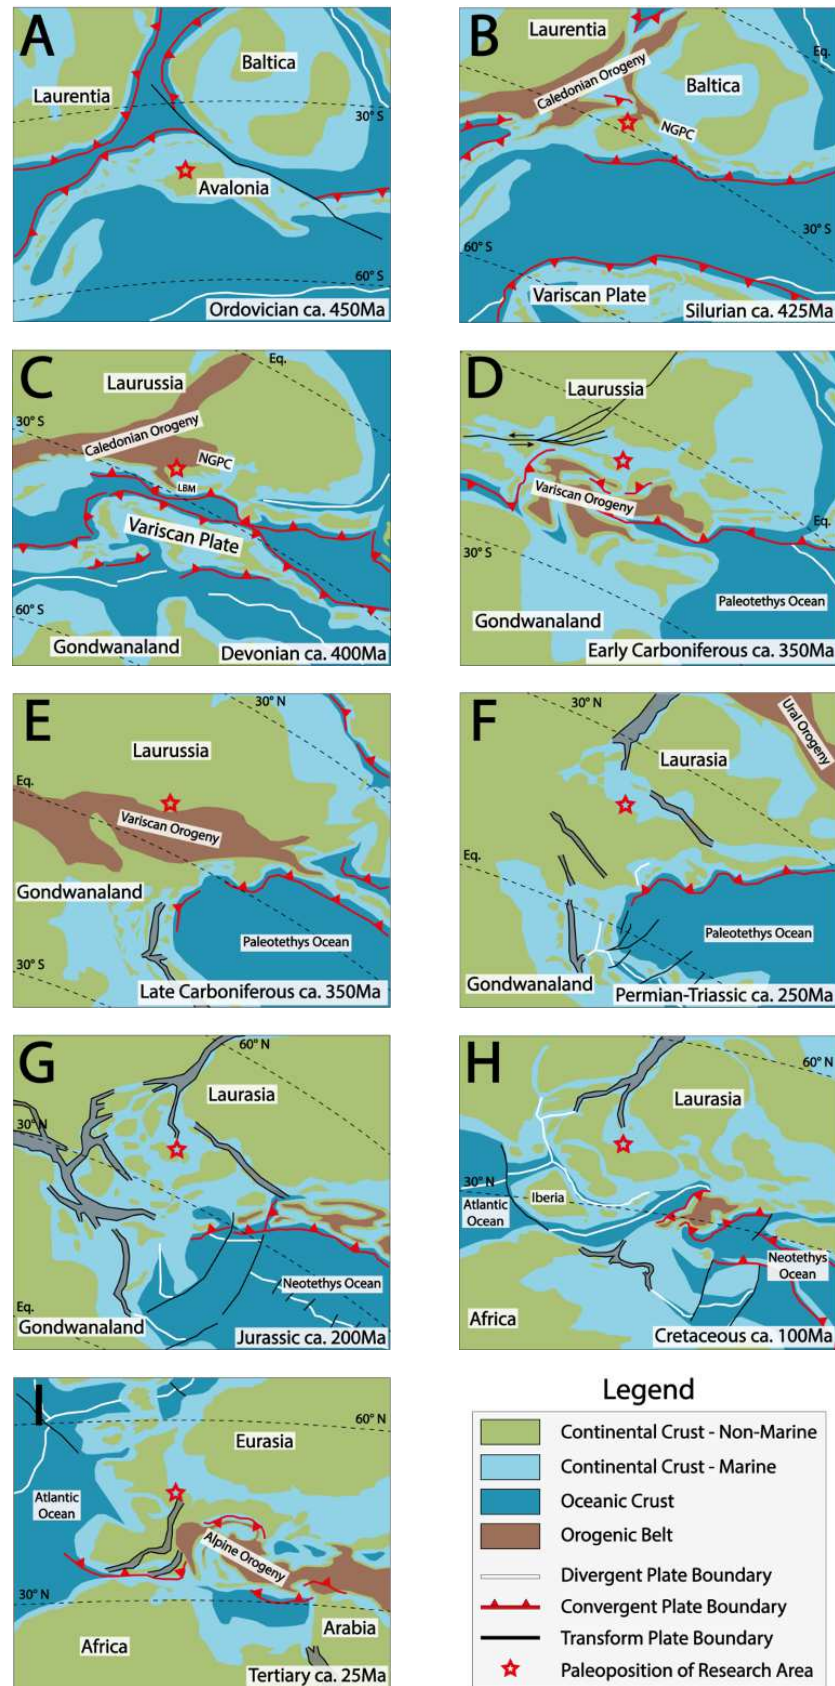 A
Baltica
Laurentia
30° S
Avalonia
60° S
Ordovician ca. 450Ma
B
Laurentia
Eq.
Caledonian Orogeny
Baltica
NGPC
30° S
60° S
Variscan Plate
Silurian ca. 425Ma
C
Eq.
Laurussia
30° S
Caledonian Orogeny
NGPC
LBM
Variscan Plate
60° S
Gondwanaland
Devonian ca. 400Ma
D
Laurussia
Variscan Orogeny
Eq.
30° S
Paleotethys Ocean
Gondwanaland
Early Carboniferous ca. 350Ma
E
30° N
Laurussia
Eq.
Variscan Orogeny
Gondwanaland
Paleotethys Ocean
30° S
Late Carboniferous ca. 350Ma
F
30° N
Ural Orogeny
Laurasia
Eq.
Paleotethys Ocean
Gondwanaland
Permian-Triassic ca. 250Ma
G
60° N
Laurasia
30° N
Neotethys Ocean
Eq.
Gondwanaland
Jurassic ca. 200Ma
H
60° N
Laurasia
30° N
Iberia
Atlantic
Ocean
Neotethys
Ocean
Africa
Cretaceous ca. 100Ma
I
60° N
Eurasia
Atlantic
Ocean
Alpine Orogeny
30° N
Arabia
Africa
Tertiary ca. 25Ma
Legend
Continental Crust - Non-Marine
Continental Crust - Marine
Oceanic Crust
Orogenic Belt
Divergent Plate Boundary
Convergent Plate Boundary
Transform Plate Boundary
Paleoposition of Research Area